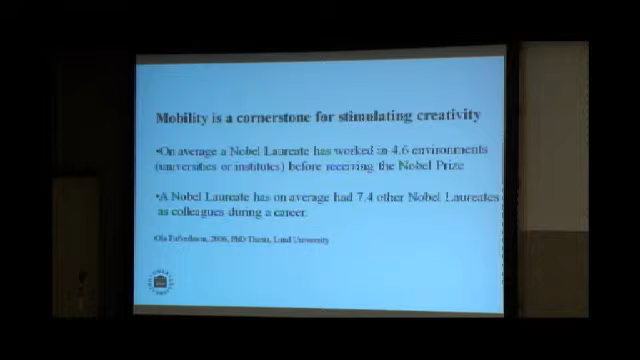 Mobility is a cornerstone for stimulating creativity
•On average a Nobel Laureate has worked in 4.6 environments
(universities or institutes) before receiving the Nobel Prize
•A Nobel Laureate has on average had 7.4 other Nobel Laureates
as colleagues during a career.
Ola 2006, PhD Thesis, Lund University